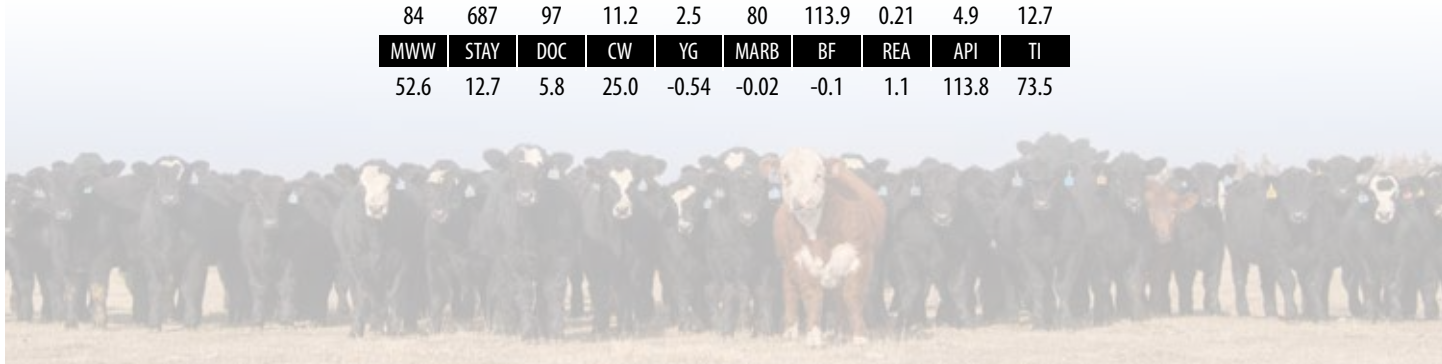 84 687 97 11.2 2.5 80 113.9 0.21 4.9 12.7
MWW STAY DOC CW YG MARB BF REA API TI
52.6 12.7 5.8 25.0 -0.54 -0.02 -0.1 1.1 113.8 73.5